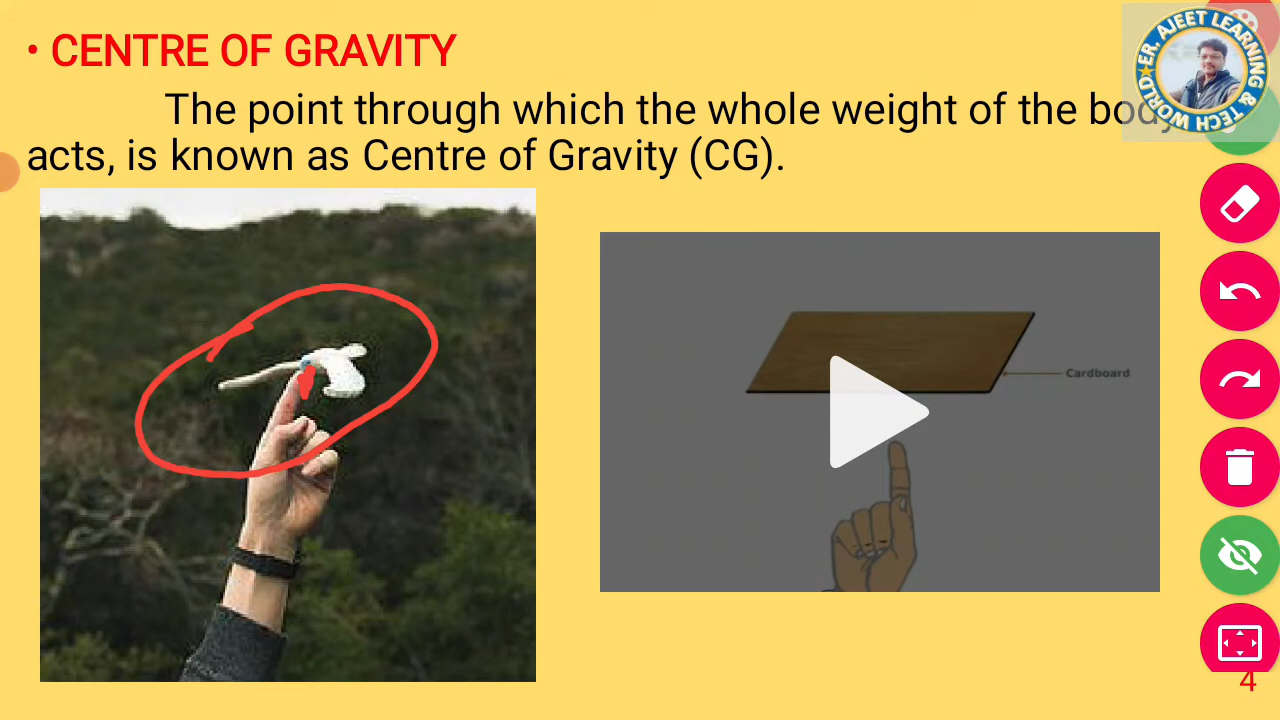 • CENTRE OF GRAVITY
The point through which the whole weight of the body
acts, is known as Centre of Gravity (CG).
ER. AJEET LEARNING & TECH WORLD
Cardboard
4